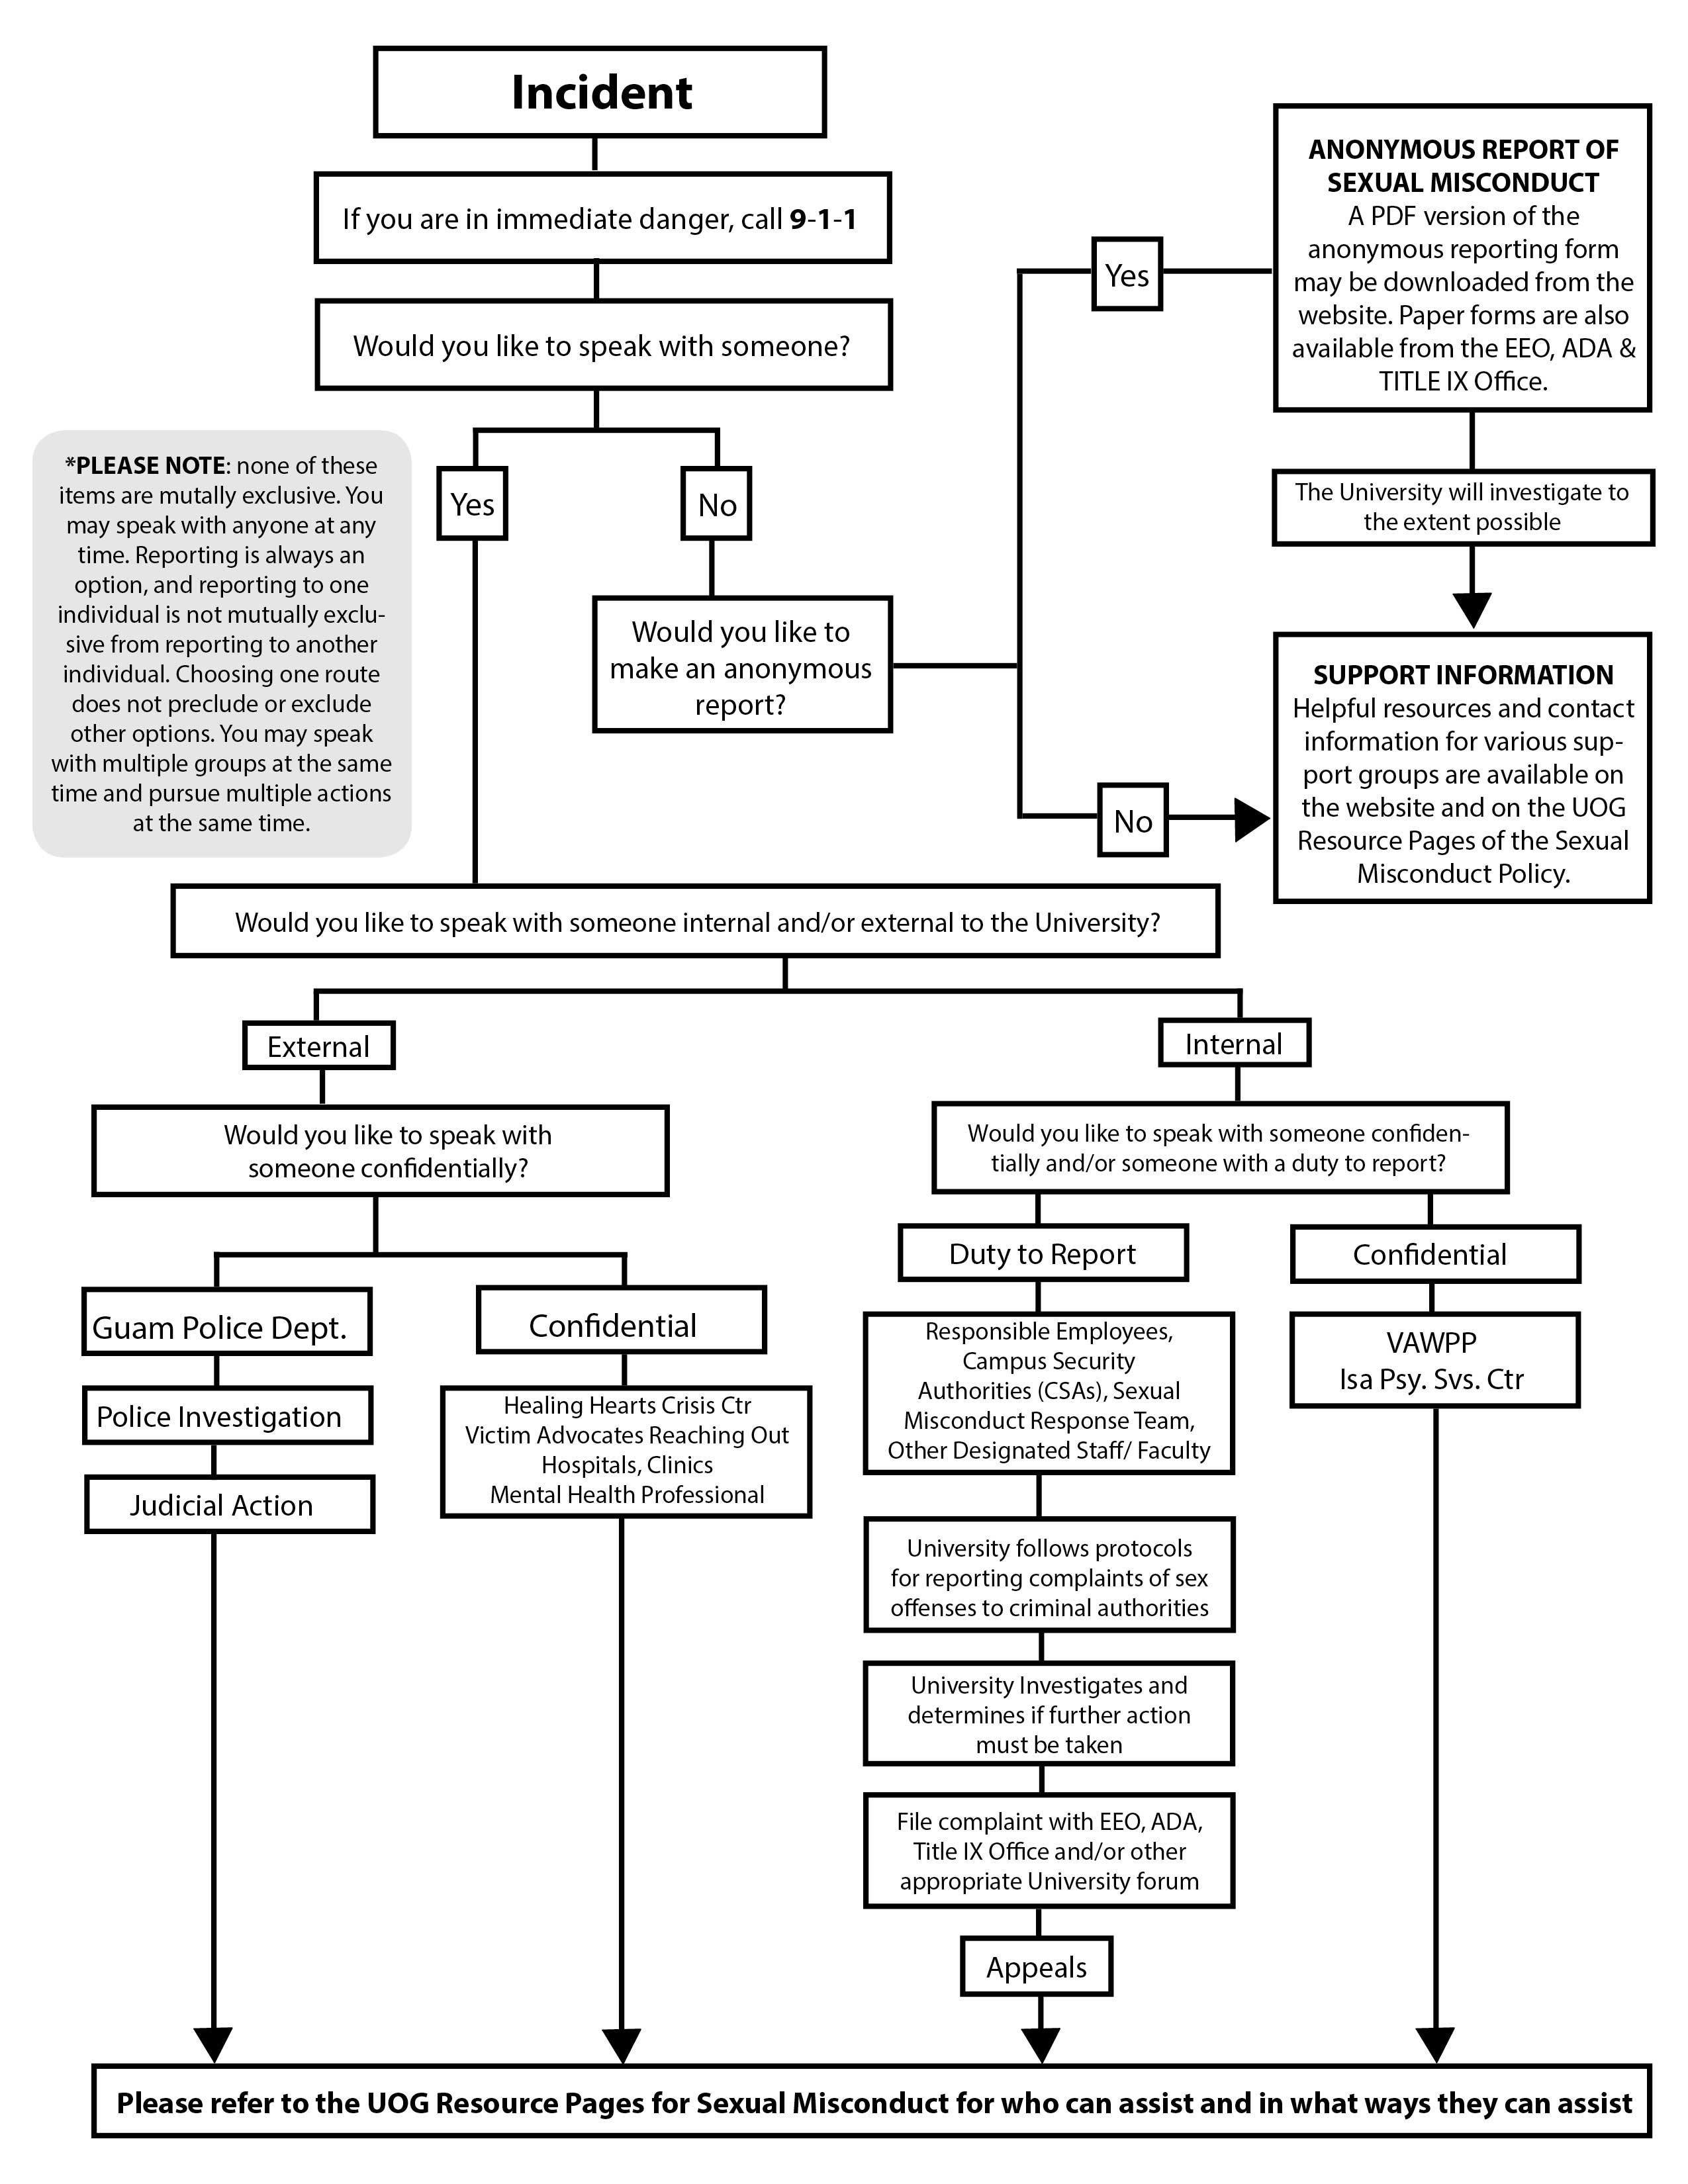 Incident
If you are in immediate danger, call 9-1-1
Would you like to speak with someone?
Yes
No
*PLEASE NOTE: none of these
items are mutally exclusive. You
may speak with anyone at any
time. Reporting is always an
option, and reporting to one
individual is not mutually exclu-
sive from reporting to another
individual. Choosing one route
does not preclude or exclude
other options. You may speak
with multiple groups at the same
time and pursue multiple actions
at the same time.
Would you like to
make an anonymous
report?
Yes
ANONYMOUS REPORT OF
SEXUAL MISCONDUCT
A PDF version of the
anonymous reporting form
may be downloaded from the
website. Paper forms are also
available from the EEO, ADA &
TITLE IX Office.
The University will investigate to
the extent possible
No
SUPPORT INFORMATION
Helpful resources and contact
information for various sup-
port groups are available on
the website and on the UOG
Resource Pages of the Sexual
Misconduct Policy.
Would you like to speak with someone internal and/or external to the University?
External
Would you like to speak with
someone confidentially?
Guam Police Dept.
Police Investigation
Judicial Action
Confidential
Healing Hearts Crisis Ctr
Victim Advocates Reaching Out
Hospitals, Clinics
Mental Health Professional
Internal
Would you like to speak with someone confiden-
tially and/or someone with a duty to report?
Duty to Report
Responsible Employees,
Campus Security
Authorities (CSAs), Sexual
Misconduct Response Team,
Other Designated Staff/ Faculty
University follows protocols
for reporting complaints of sex
offenses to criminal authorities
University Investigates and
determines if further action
must be taken
File complaint with EEO, ADA,
Title IX Office and/or other
appropriate University forum
Appeals
Confidential
VAWPP
Isa Psy. Svs. Ctr
Please refer to the UOG Resource Pages for Sexual Misconduct for who can assist and in what ways they can assist